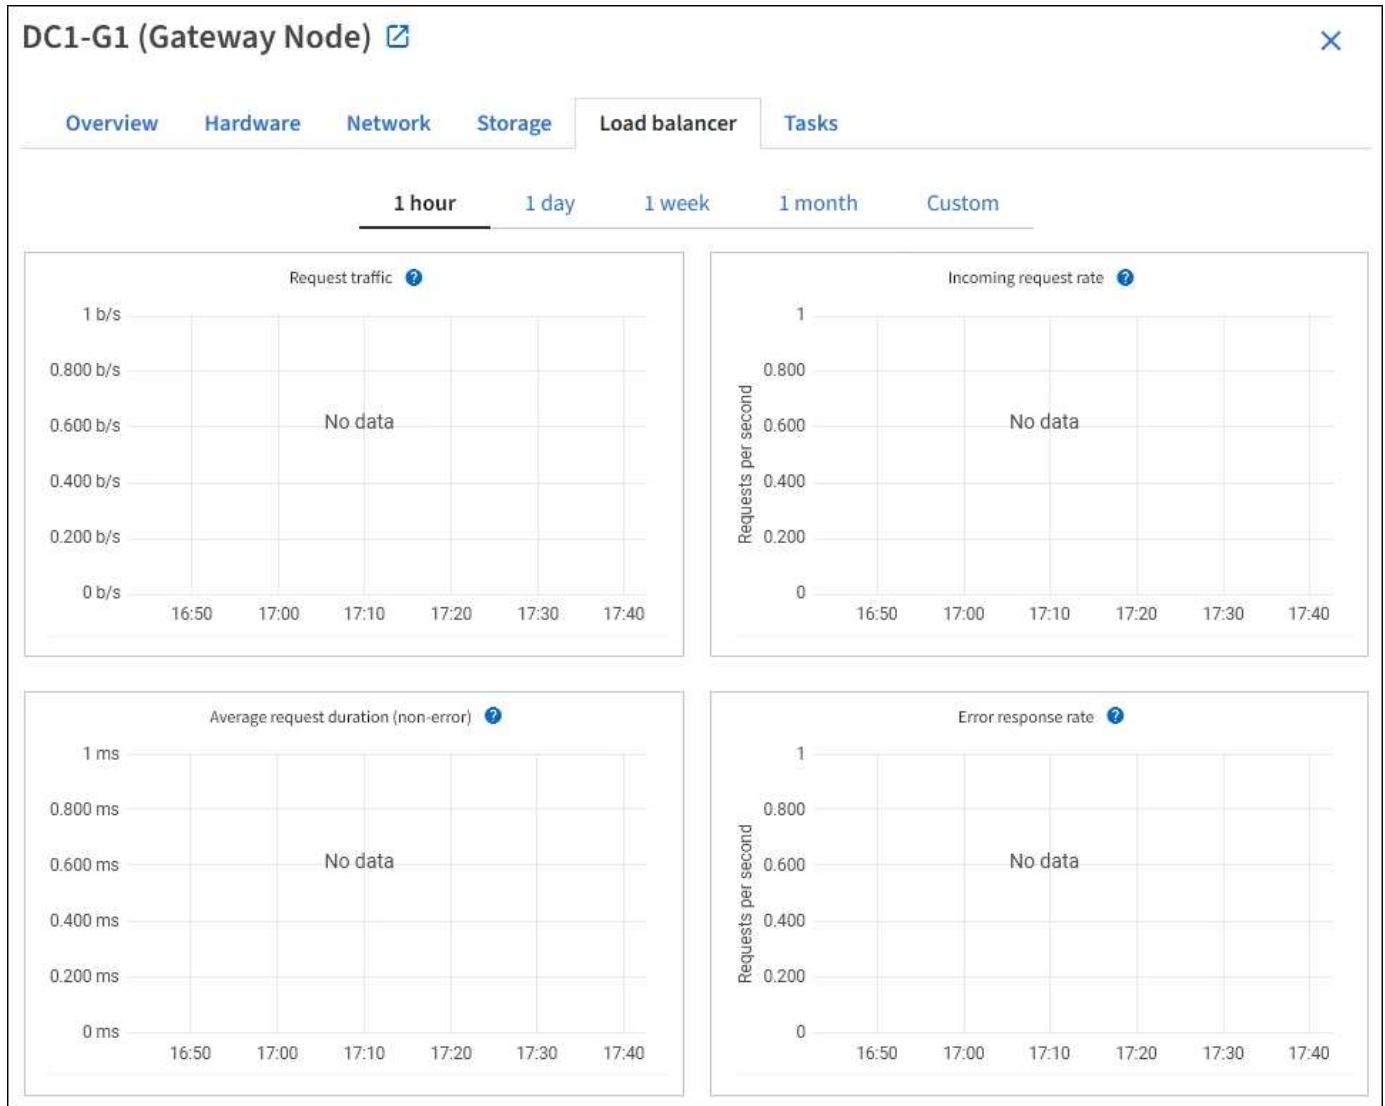 DC1-G1 (Gateway Node)
Overview Hardware Network Storage Load balancer Tasks
1 hour 1 day 1 week 1 month Custom
Request traffic ?
1 b/s
0.800 b/s
0.600 b/s
0.400 b/s
0.200 b/s
0 b/s
No data
16:50 17:00 17:10 17:20 17:30 17:40
Incoming request rate ?
Requests per second
1
0.800
0.600
0.400
0.200
0
No data
16:50 17:00 17:10 17:20 17:30 17:40
Average request duration (non-error) ?
1 ms
0.800 ms
0.600 ms
0.400 ms
0.200 ms
0 ms
No data
16:50 17:00 17:10 17:20 17:30 17:40
Error response rate ?
Requests per second
1
0.800
0.600
0.400
0.200
0
No data
16:50 17:00 17:10 17:20 17:30 17:40